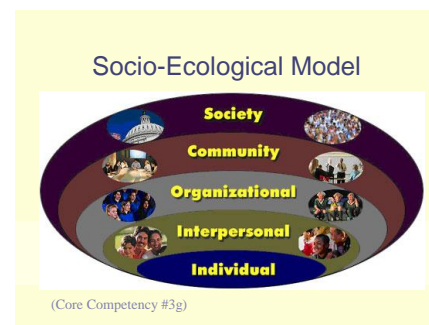 Socio-Ecological Model
Society
Community
Organizational
Interpersonal
Individual
(Core Competency #3g)